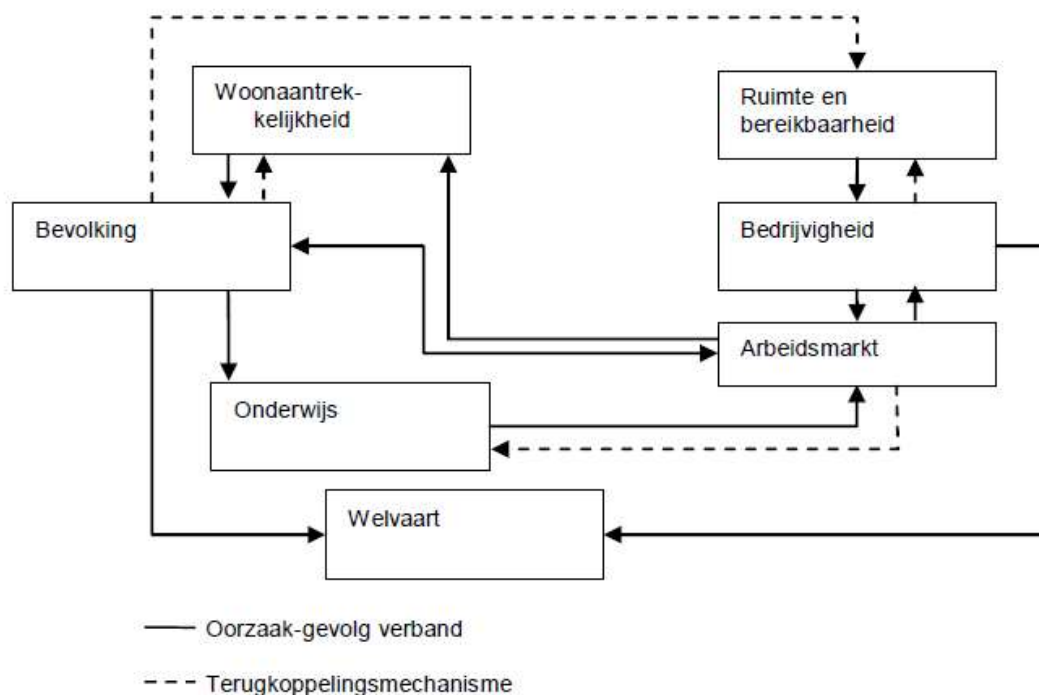 Woonaantrek-
kelijkheid
Ruimte en
bereikbaarheid
Bevolking
Bedrijvigheid
Arbeidsmarkt
Onderwijs
Welvaart
Oorzaak-gevolg verband
Terugkoppelingsmechanisme